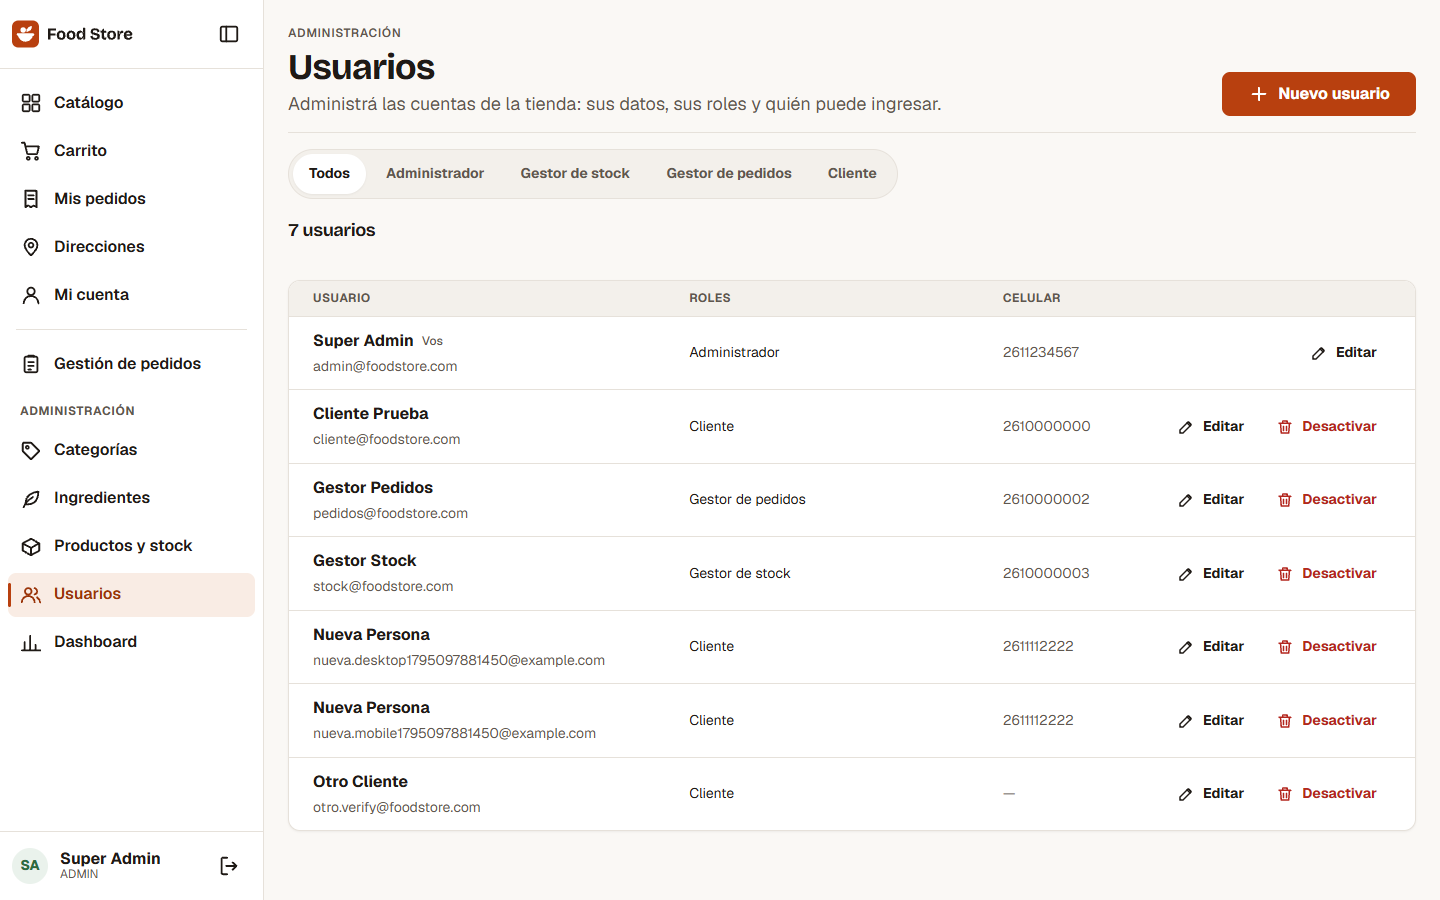 Food Store
Catálogo
Carrito
Mis pedidos
Direcciones
Mi cuenta
Gestión de pedidos
ADMINISTRACIÓN
Categorías
Ingredientes
Productos y stock
Usuarios
Dashboard
SA
Super Admin
ADMIN
ADMINISTRACIÓN
Usuarios
Administrá las cuentas de la tienda: sus datos, sus roles y quién puede ingresar.
Nuevo usuario
Todos Administrador Gestor de stock Gestor de pedidos Cliente
7 usuarios
USUARIO ROLES CELULAR
Super Admin Vos
admin@foodstore.com
Administrador 2611234567 Editar
Cliente Prueba
cliente@foodstore.com
Cliente 2610000000 Editar Desactivar
Gestor Pedidos
pedidos@foodstore.com
Gestor de pedidos 2610000002 Editar Desactivar
Gestor Stock
stock@foodstore.com
Gestor de stock 2610000003 Editar Desactivar
Nueva Persona
nueva.desktop1795097881450@example.com
Cliente 2611112222 Editar Desactivar
Nueva Persona
nueva.mobile1795097881450@example.com
Cliente 2611112222 Editar Desactivar
Otro Cliente
otro.verify@foodstore.com
Cliente — Editar Desactivar